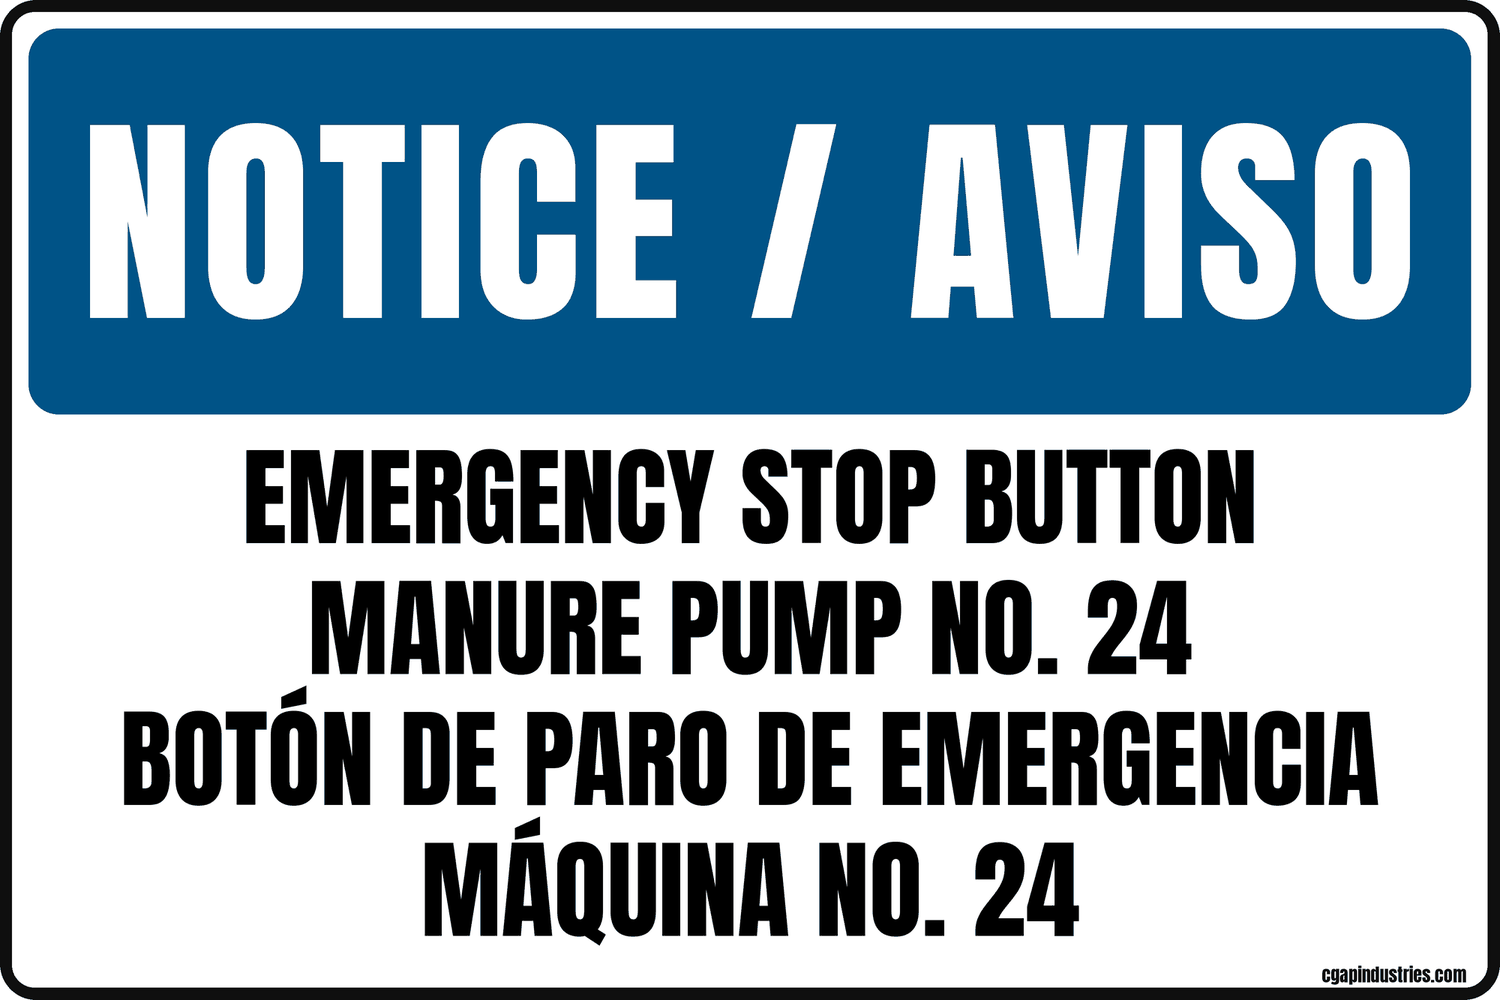 NOTICE / AVISO
EMERGENCY STOP BUTTON
MANURE PUMP NO. 24
BOTÓN DE PARO DE EMERGENCIA
MÁQUINA NO. 24
cgapindustries.com